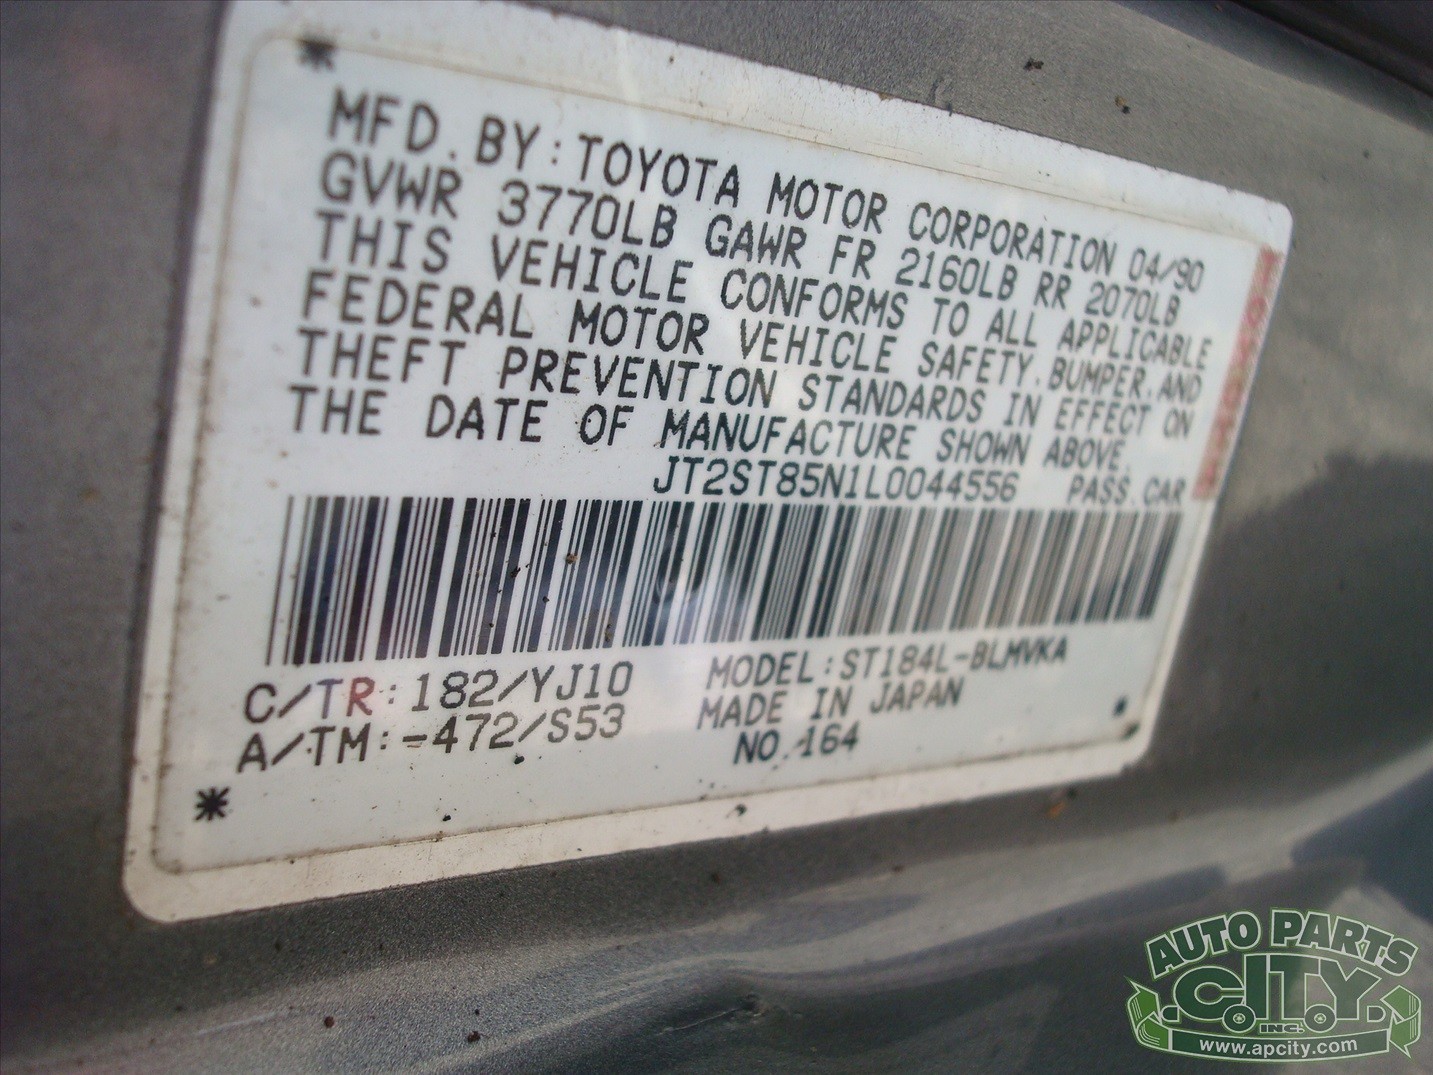 MFD. BY: TOYOTA MOTOR CORPORATION 04/90
GVWR 3770LB GAWR FR 2160LB RR 2070LB
THIS VEHICLE CONFORMS TO ALL APPLICABLE
FEDERAL MOTOR VEHICLE SAFETY, BUMPER, AND
THEFT PREVENTION STANDARDS IN EFFECT ON
THE DATE OF MANUFACTURE SHOWN ABOVE.
JT2ST85N1L0044556 PASS. CAR
C/TR: 182/YJ10 MODEL: ST184L-BLMVKA
A/TM: -472/S53 MADE IN JAPAN
NO. 164
AUTO PARTS
C.I.T.Y.
INC.
www.apcity.com